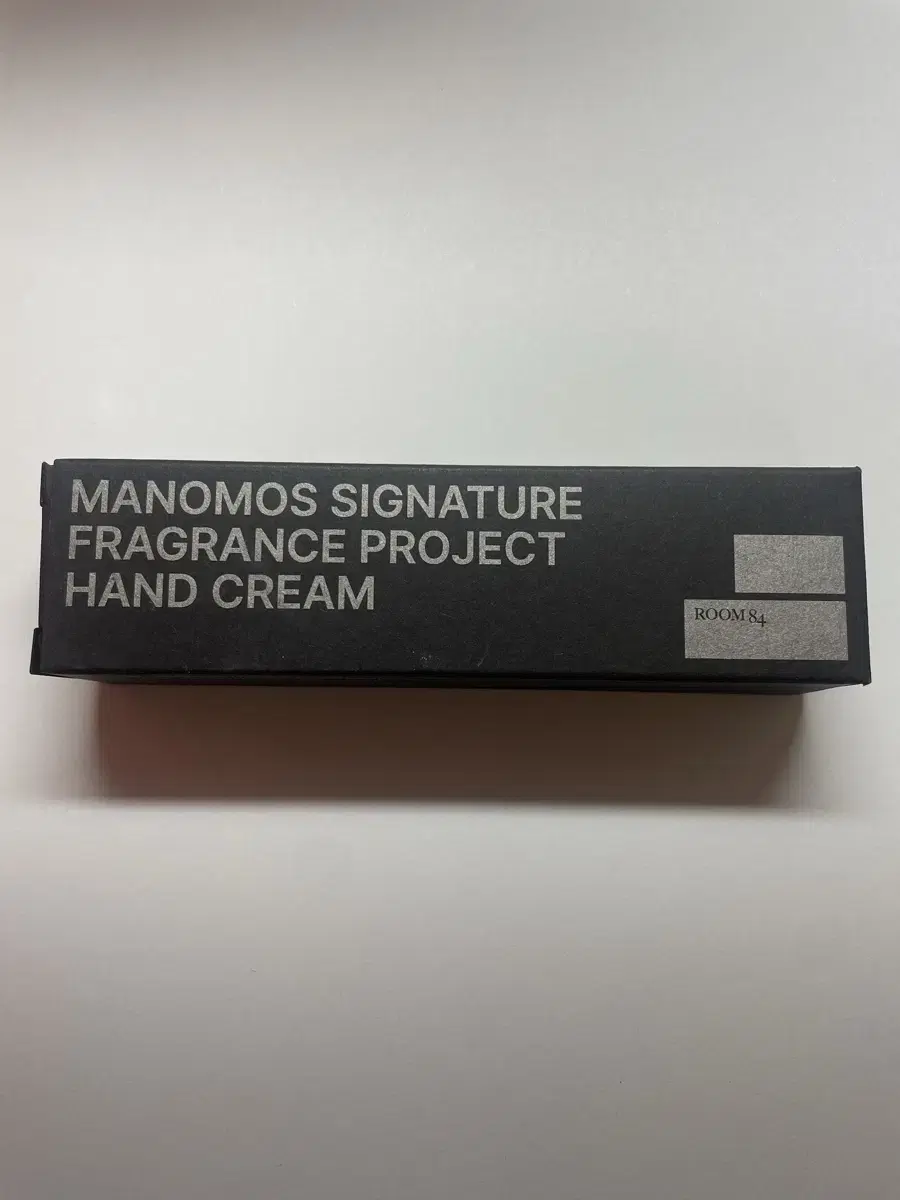 MANOMOS SIGNATURE
FRAGRANCE PROJECT
HAND CREAM
ROOM 84